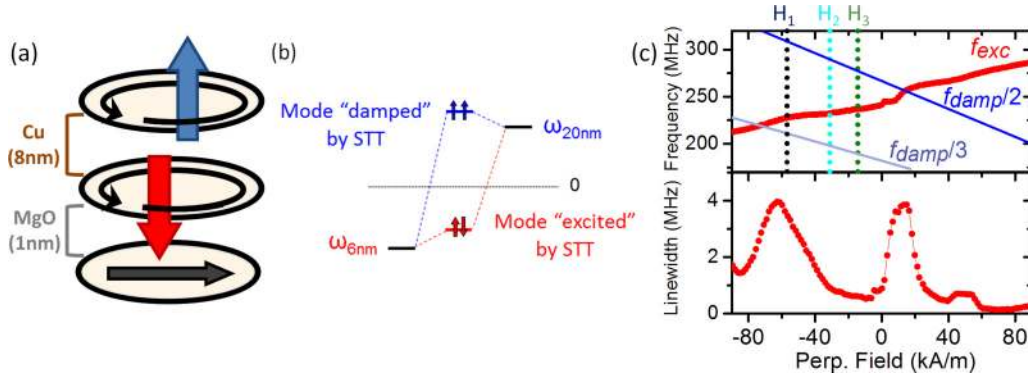 (a)
Cu
(8nm)
MgO
(1nm)
(b)
Mode “damped”
by STT
ω20nm
0
ω6nm
Mode “excited”
by STT
(c)
H1 H2 H3
Frequency (MHz)
300
250
200
fexc
fdamp/2
fdamp/3
Linewidth (MHz)
4
2
0
-80 -40 0 40 80
Perp. Field (kA/m)